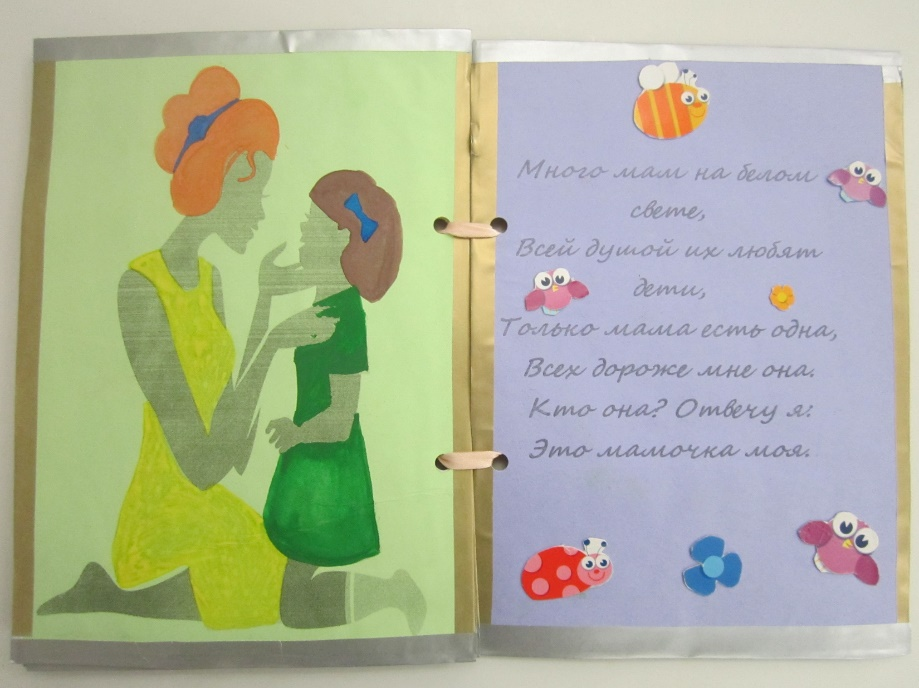 Много мам на белом
свете,
Всей душой их любят
дети,
Только мама есть одна,
Всех дороже мне она.
Кто она? Отвечу я:
Это мамочка моя.